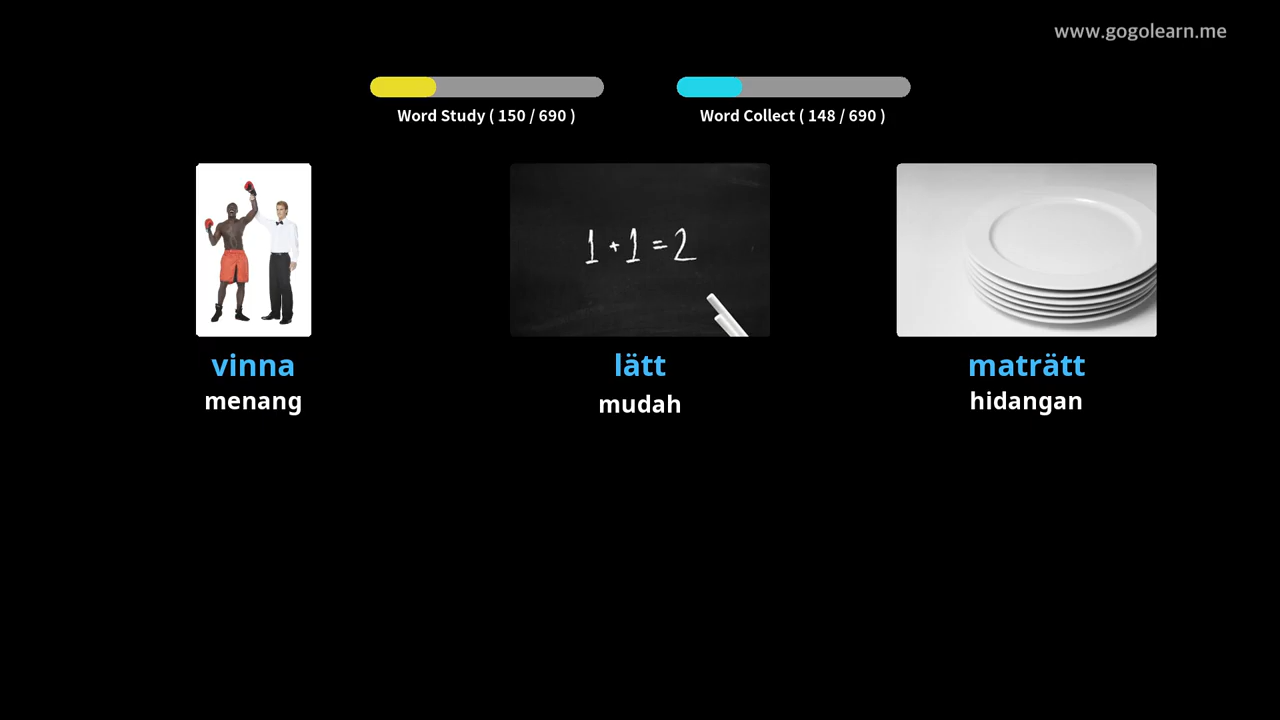 www.gogolearn.me
Word Study ( 150 / 690 )
Word Collect ( 148 / 690 )
1 + 1 = 2
vinna
lätt
maträtt
menang
mudah
hidangan